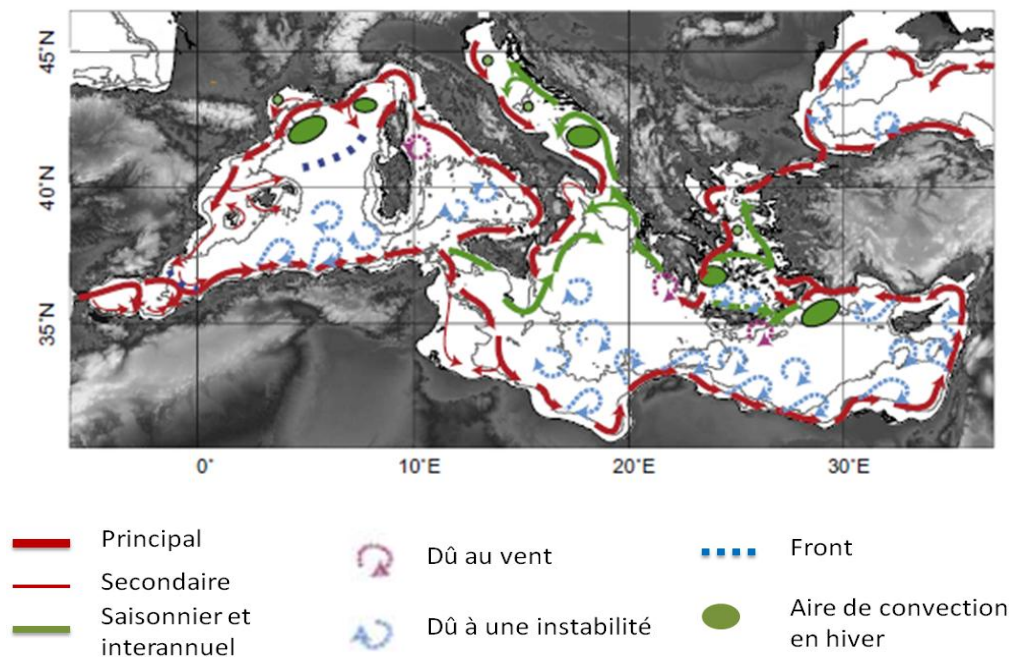 45°N
40°N
35°N
0°
10°E
20°E
30°E
Principal
Secondaire
Saisonnier et
interannuel
Dû au vent
Dû à une instabilité
Front
Aire de convection
en hiver